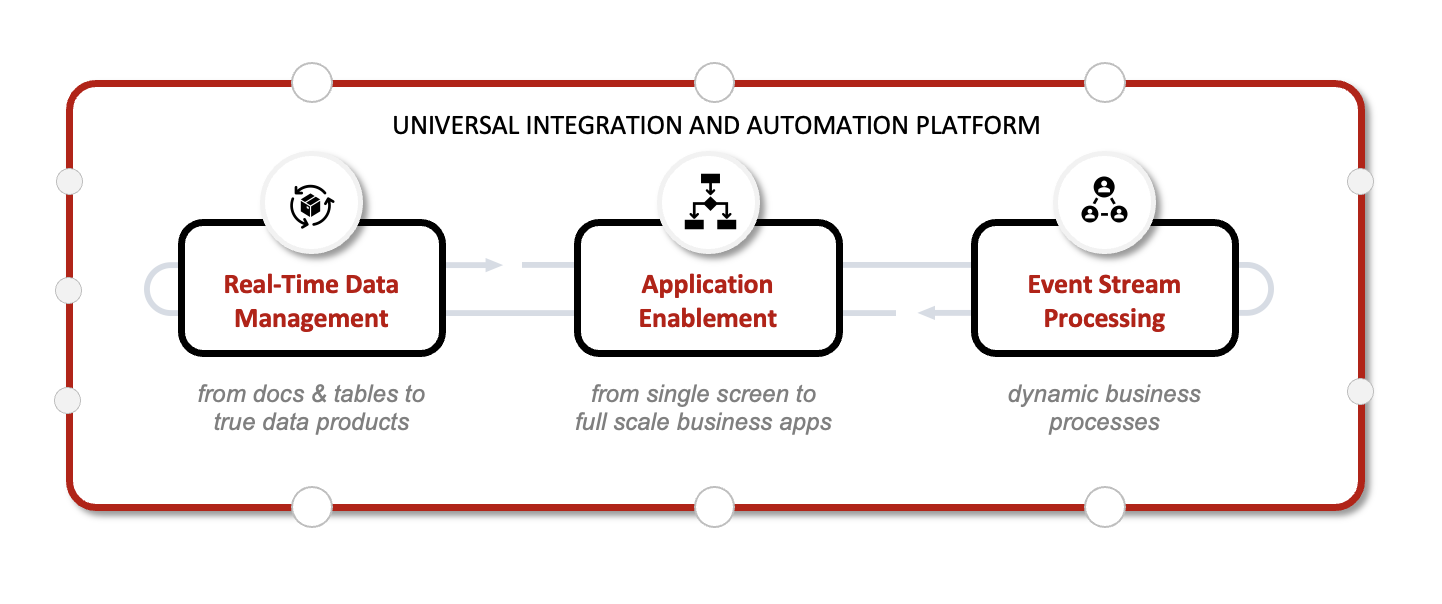 UNIVERSAL INTEGRATION AND AUTOMATION PLATFORM
Real-Time Data
Management
from docs & tables to
true data products
Application
Enablement
from single screen to
full scale business apps
Event Stream
Processing
dynamic business
processes